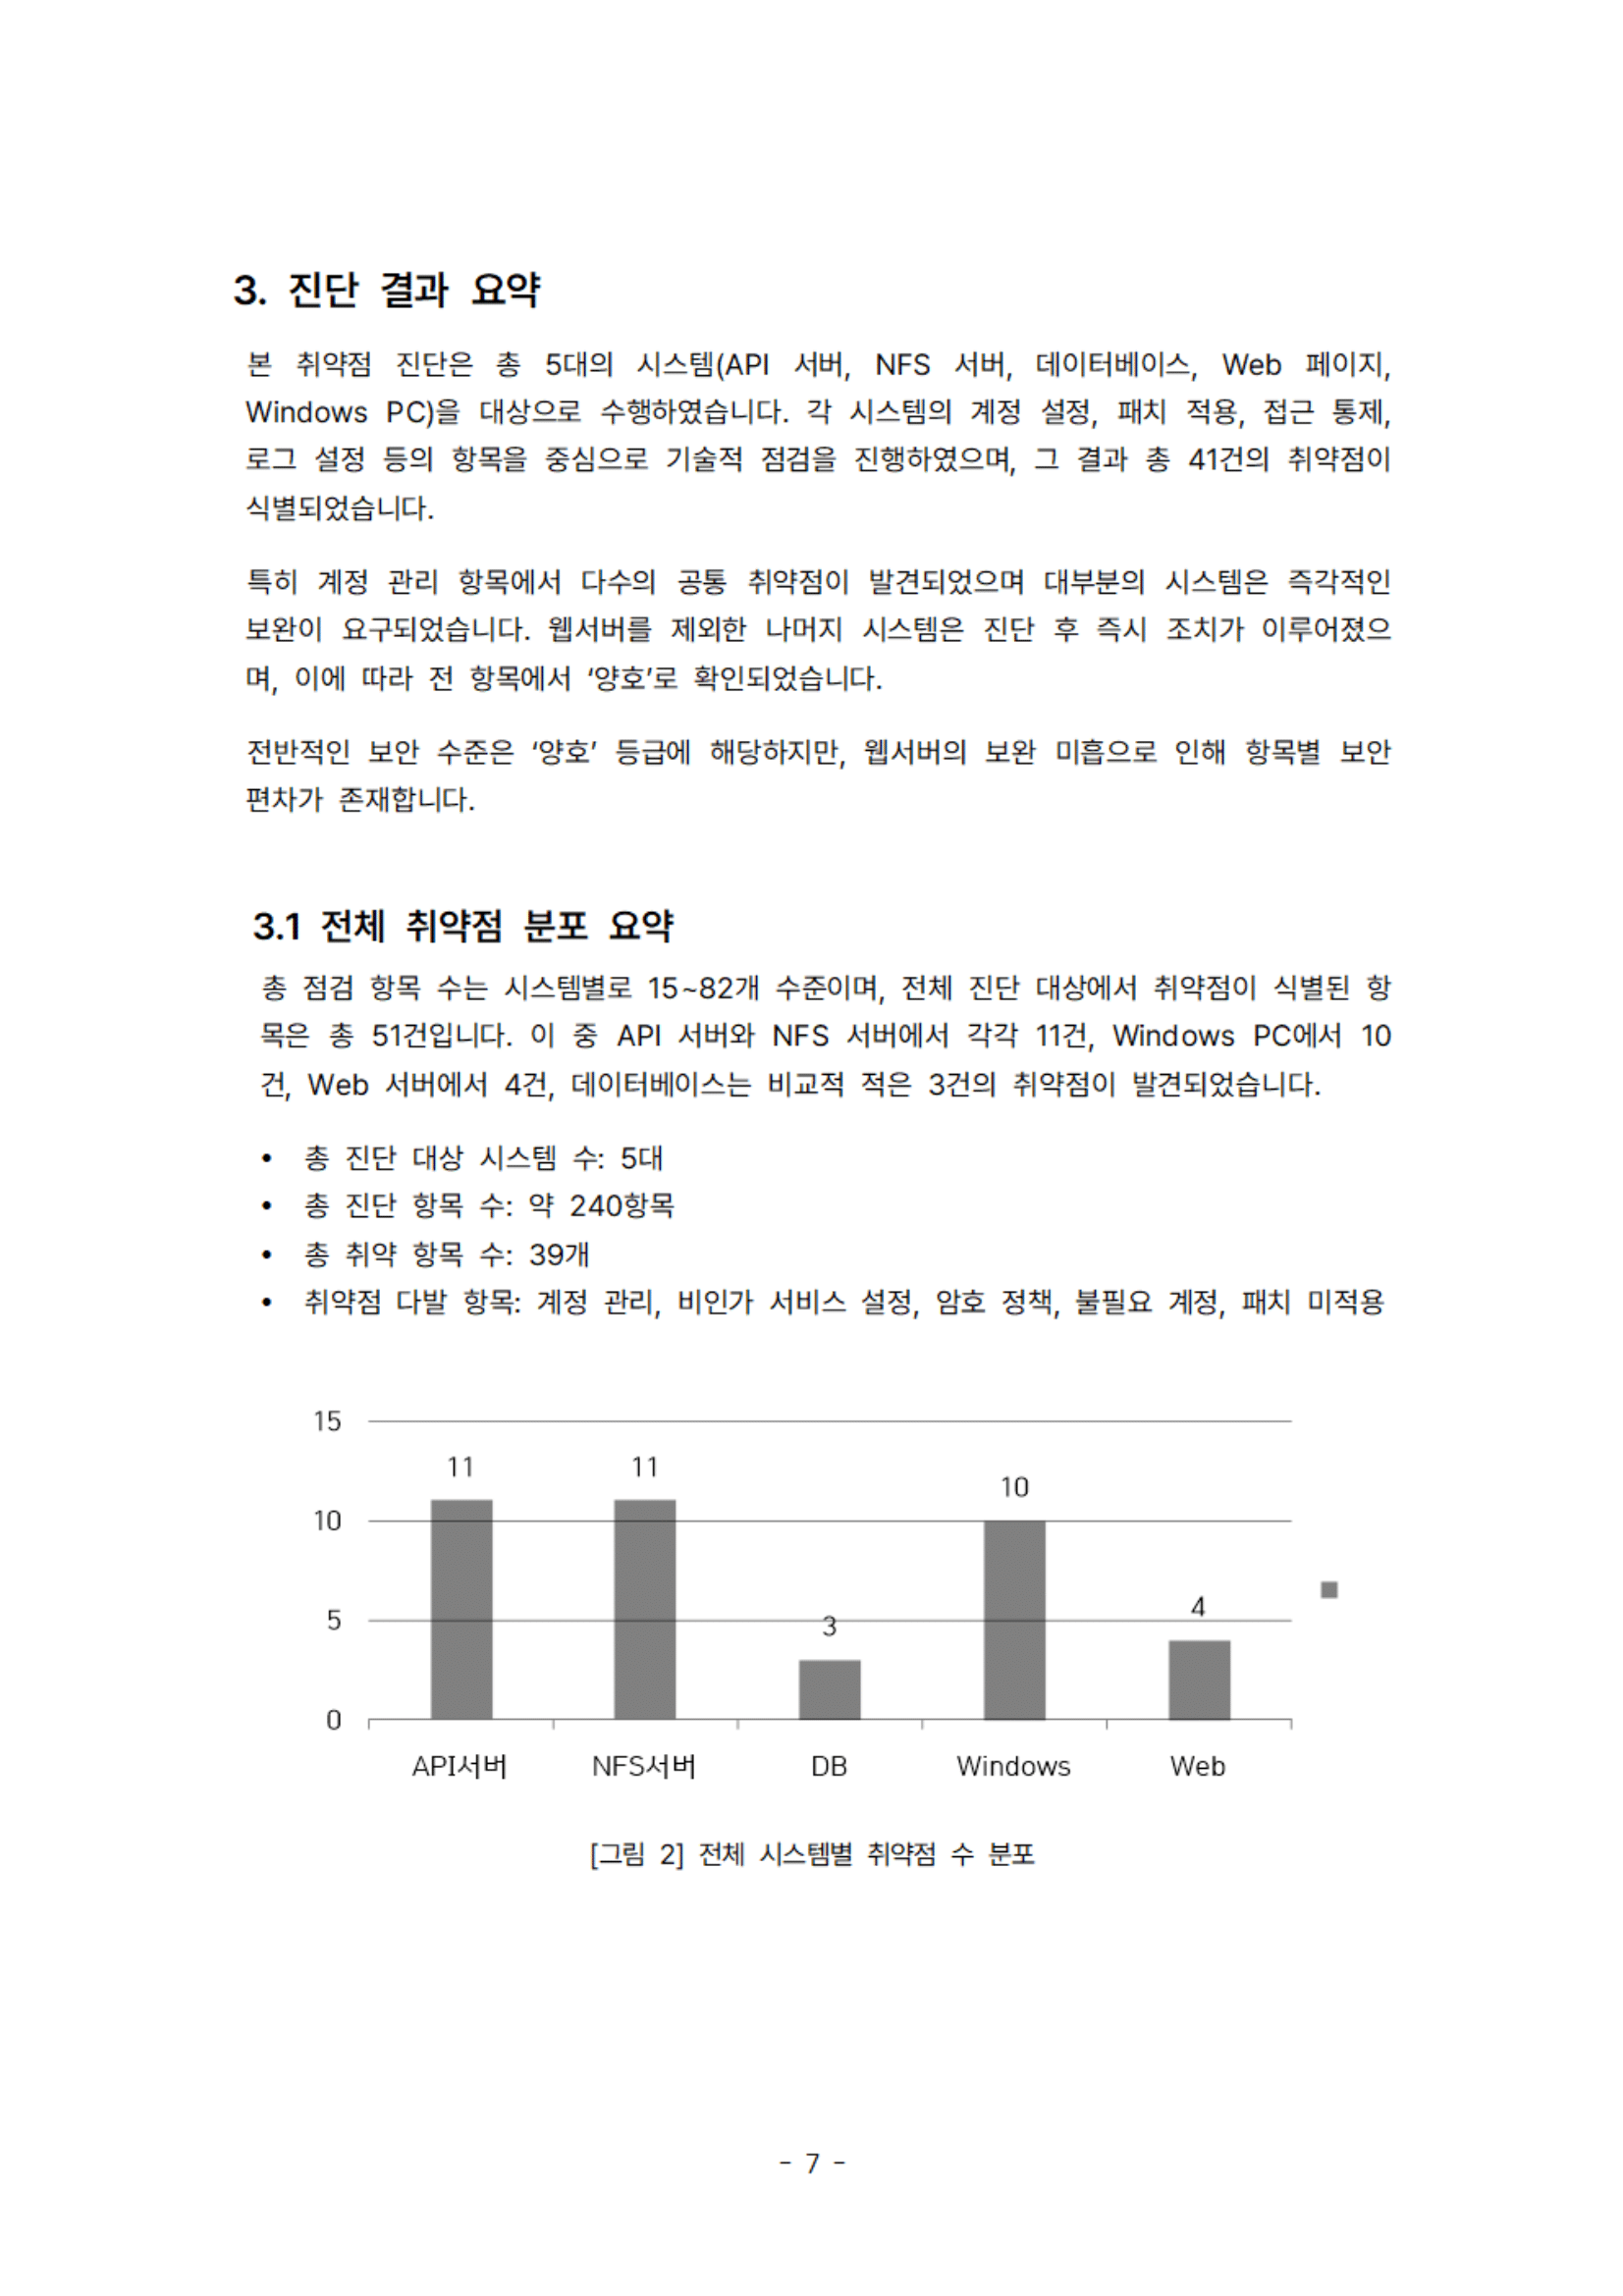 3. 진단 결과 요약
본 취약점 진단은 총 5대의 시스템(API 서버, NFS 서버, 데이터베이스, Web 페이지,
Windows PC)을 대상으로 수행하였습니다. 각 시스템의 계정 설정, 패치 적용, 접근 통제,
로그 설정 등의 항목을 중심으로 기술적 점검을 진행하였으며, 그 결과 총 41건의 취약점이
식별되었습니다.
특히 계정 관리 항목에서 다수의 공통 취약점이 발견되었으며 대부분의 시스템은 즉각적인
보완이 요구되었습니다. 웹서버를 제외한 나머지 시스템은 진단 후 즉시 조치가 이루어졌으
며, 이에 따라 전 항목에서 ‘양호’로 확인되었습니다.
전반적인 보안 수준은 ‘양호’ 등급에 해당하지만, 웹서버의 보완 미흡으로 인해 항목별 보안
편차가 존재합니다.
3.1 전체 취약점 분포 요약
총 점검 항목 수는 시스템별로 15~82개 수준이며, 전체 진단 대상에서 취약점이 식별된 항
목은 총 51건입니다. 이 중 API 서버와 NFS 서버에서 각각 11건, Windows PC에서 10
건, Web 서버에서 4건, 데이터베이스는 비교적 적은 3건의 취약점이 발견되었습니다.
• 총 진단 대상 시스템 수: 5대
• 총 진단 항목 수: 약 240항목
• 총 취약 항목 수: 39개
• 취약점 다발 항목: 계정 관리, 비인가 서비스 설정, 암호 정책, 불필요 계정, 패치 미적용
15
11 11 10
10
4
5 3
0
API서버 NFS서버 DB Windows Web
[그림 2] 전체 시스템별 취약점 수 분포
- 7 -